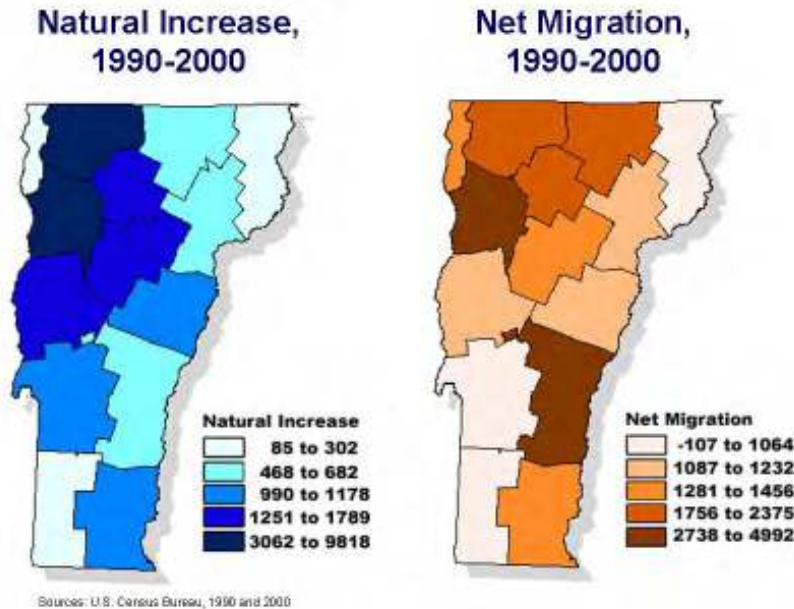 Natural Increase,
1990-2000
Net Migration,
1990-2000
Natural Increase
85 to 302
468 to 682
990 to 1178
1251 to 1789
3062 to 9818
Net Migration
-107 to 1064
1087 to 1232
1281 to 1456
1756 to 2375
2738 to 4992
Sources: U.S. Census Bureau, 1990 and 2000